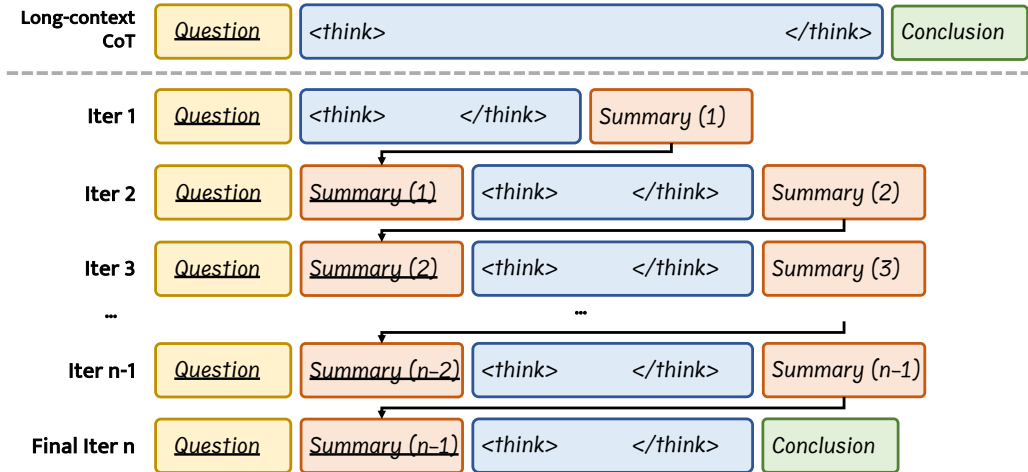 Long-context
CoT
Question <think> </think> Conclusion
Iter 1 Question <think> </think> Summary (1)
Iter 2 Question Summary (1) <think> </think> Summary (2)
Iter 3 Question Summary (2) <think> </think> Summary (3)
... ...
Iter n-1 Question Summary (n-2) <think> </think> Summary (n-1)
Final Iter n Question Summary (n-1) <think> </think> Conclusion